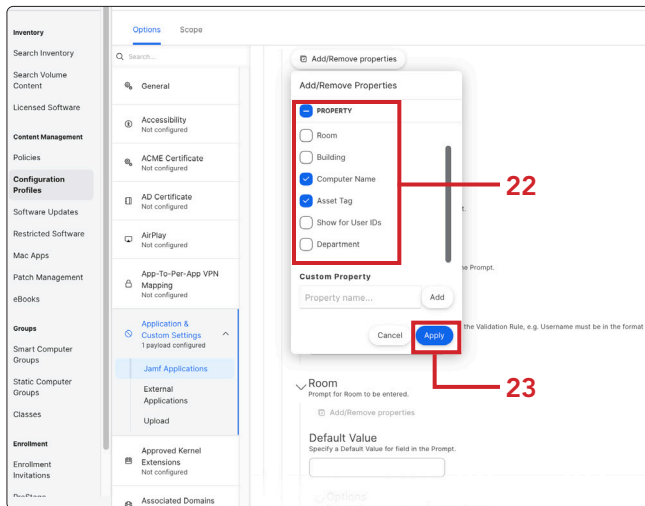 Inventory
Search Inventory
Search Volume
Content
Licensed Software
Content Management
Policies
Configuration
Profiles
Software Updates
Restricted Software
Mac Apps
Patch Management
eBooks
Groups
Smart Computer
Groups
Static Computer
Groups
Classes
Enrollment
Enrollment
Invitations
PreStage
Options Scope
Search...
General
Accessibility
Not configured
ACME Certificate
Not configured
AD Certificate
Not configured
AirPlay
Not configured
App-To-Per-App VPN
Mapping
Not configured
Application &
Custom Settings
1 payload configured
Jamf Applications
External
Applications
Upload
Approved Kernel
Extensions
Not configured
Associated Domains
Add/Remove properties
Add/Remove Properties
PROPERTY
Room
Building
Computer Name
Asset Tag
Show for User IDs
Department
22
t.
he Prompt.
Custom Property
Property name... Add
Cancel Apply
the Validation Rule, e.g. Username must be in the format
23
Room
Prompt for Room to be entered.
Add/Remove properties
Default Value
Specify a Default Value for field in the Prompt.
Options